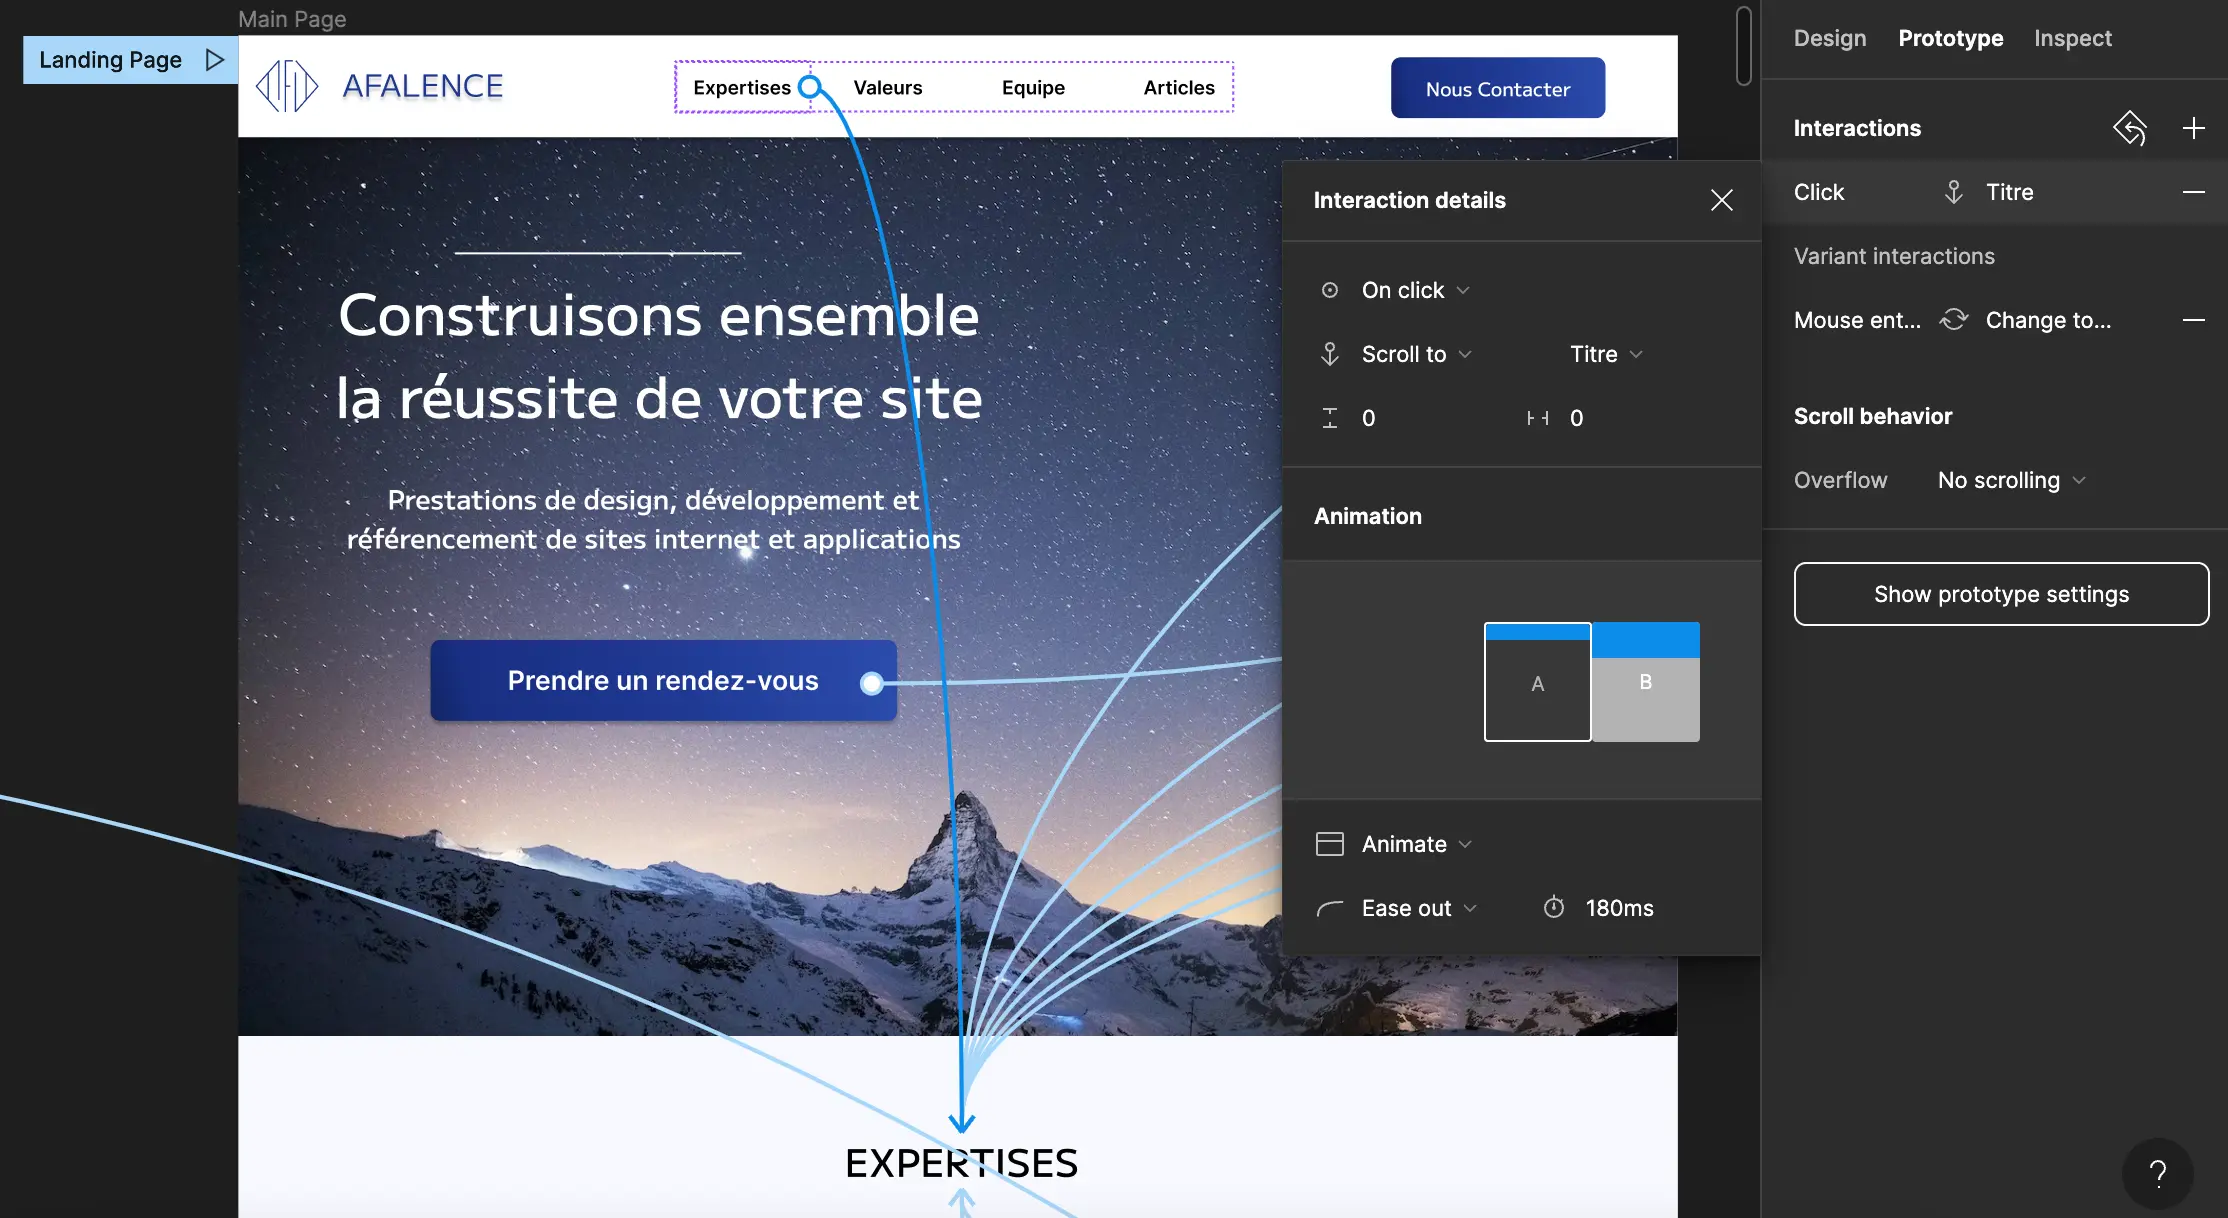 Main Page
Landing Page
AFALENCE
Expertises
Valeurs
Equipe
Articles
Nous Contacter
Construisons ensemble
la réussite de votre site
Prestations de design, développement et
référencement de sites internet et applications
Prendre un rendez-vous
EXPERTISES
Interaction details
On click
Scroll to
Titre
0
0
Animation
A
B
Animate
Ease out
180ms
Design
Prototype
Inspect
Interactions
Click
Titre
Variant interactions
Mouse ent...
Change to...
Scroll behavior
Overflow
No scrolling
Show prototype settings
?